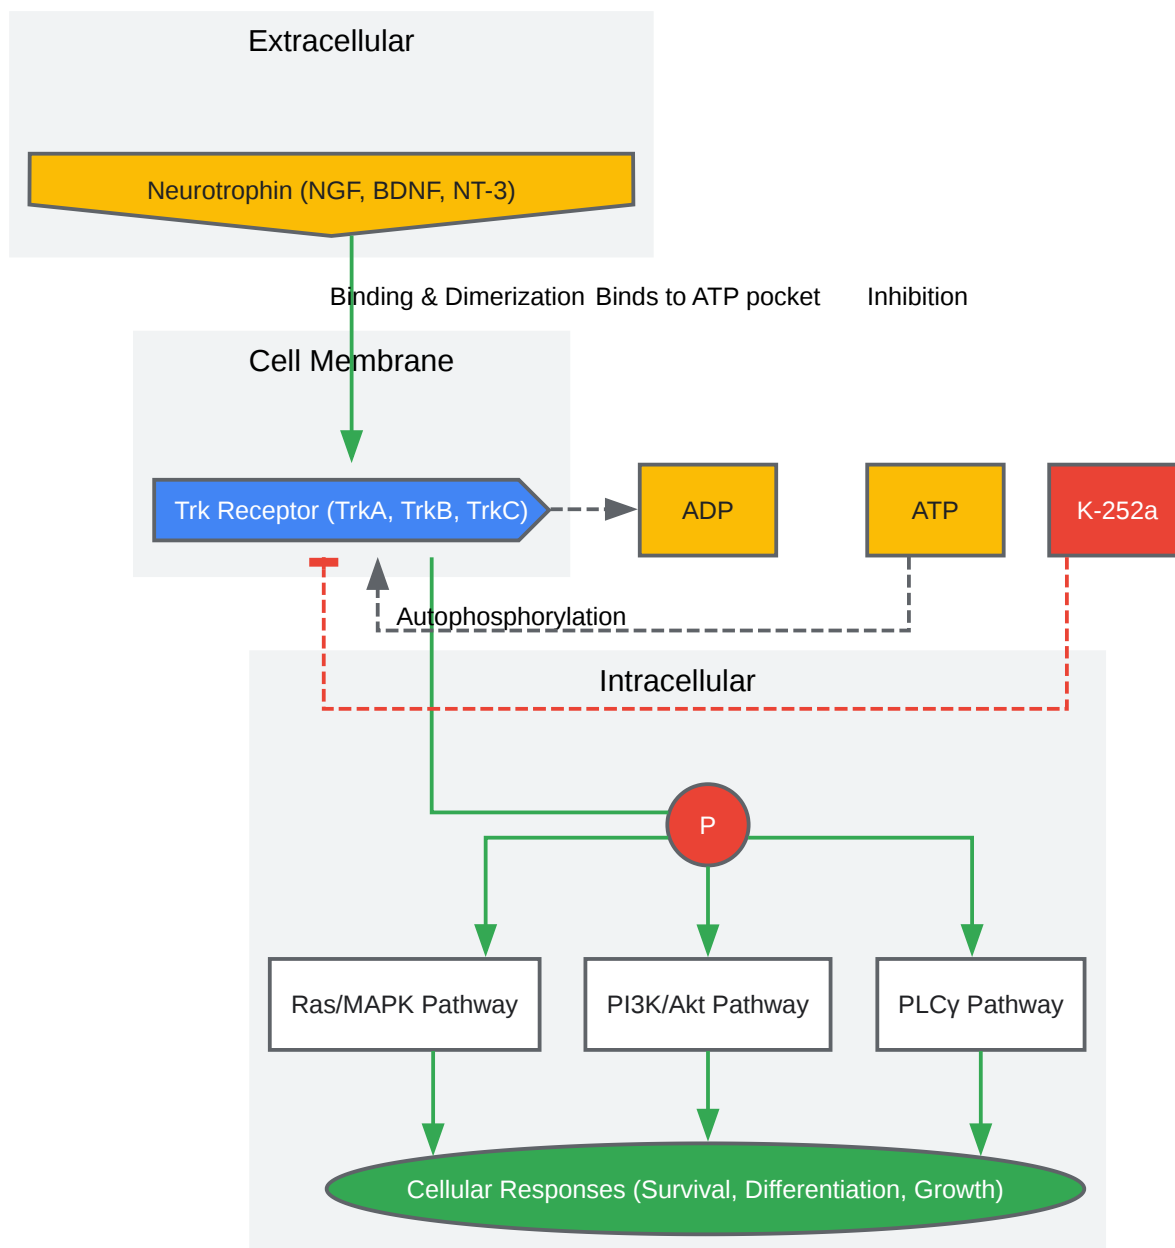 Extracellular
Neurotrophin (NGF, BDNF, NT-3)
Binding & Dimerization
Binds to ATP pocket
Inhibition
Cell Membrane
Trk Receptor (TrkA, TrkB, TrkC)
ADP
ATP
K-252a
Autophosphorylation
Intracellular
P
Ras/MAPK Pathway
PI3K/Akt Pathway
PLCγ Pathway
Cellular Responses (Survival, Differentiation, Growth)